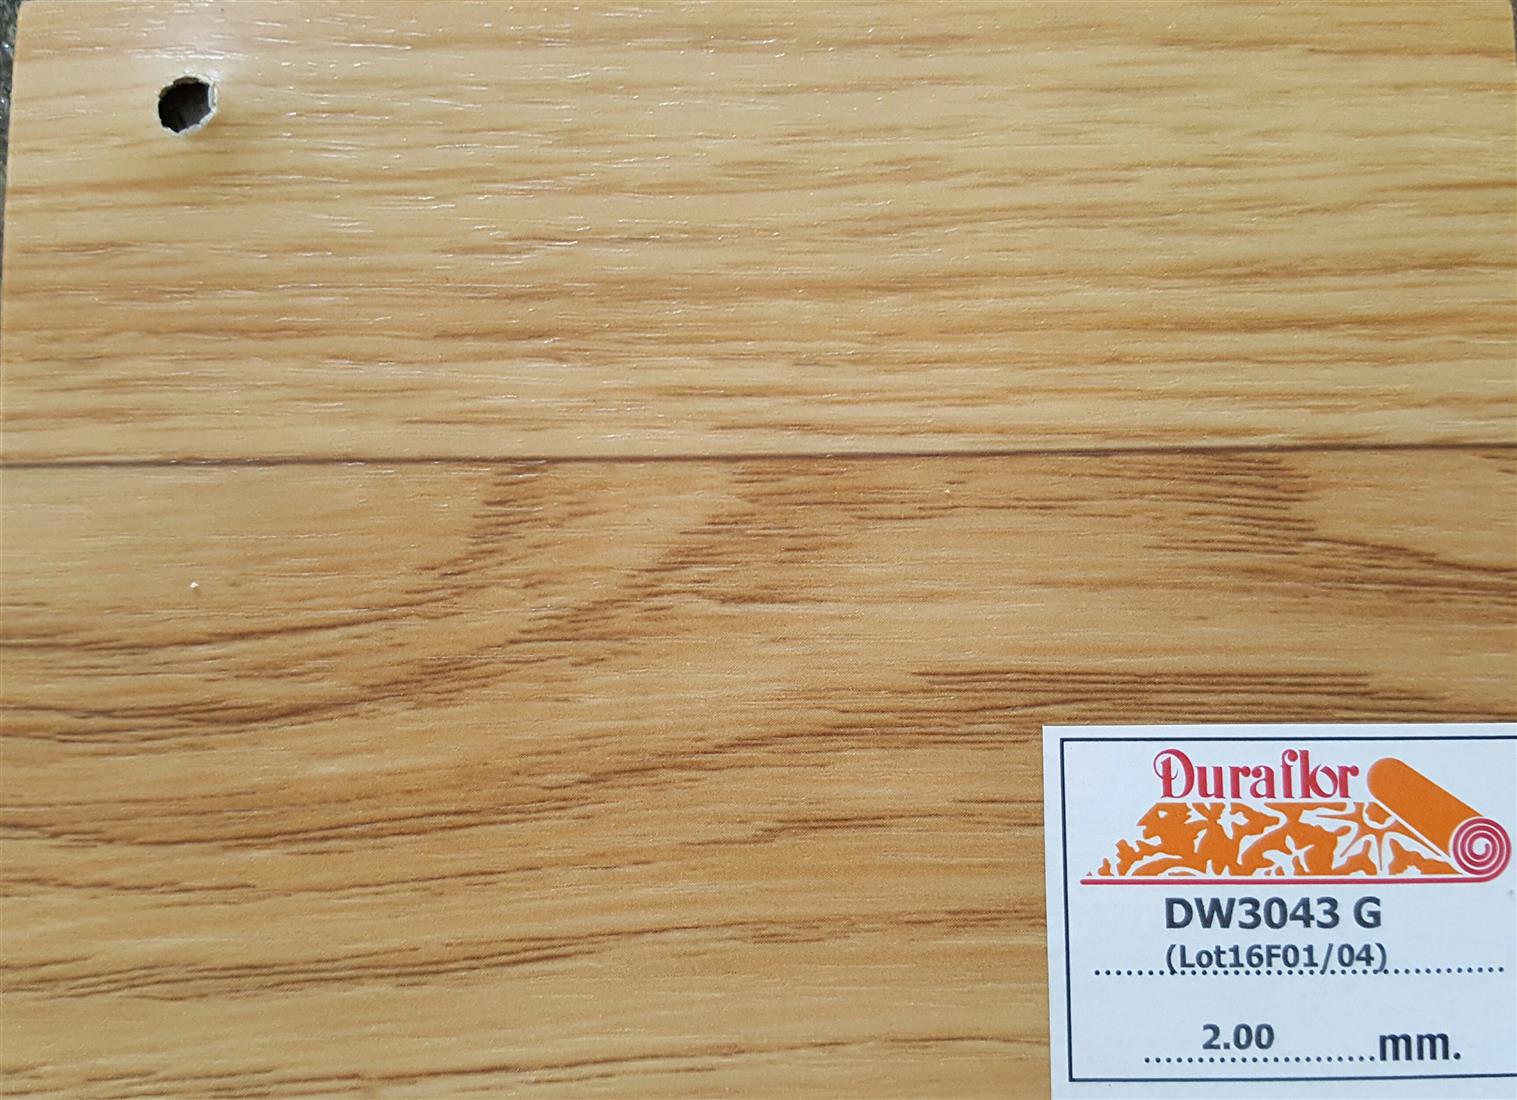 Duraflor
DW3043 G
(Lot16F01/04)
2.00 mm.